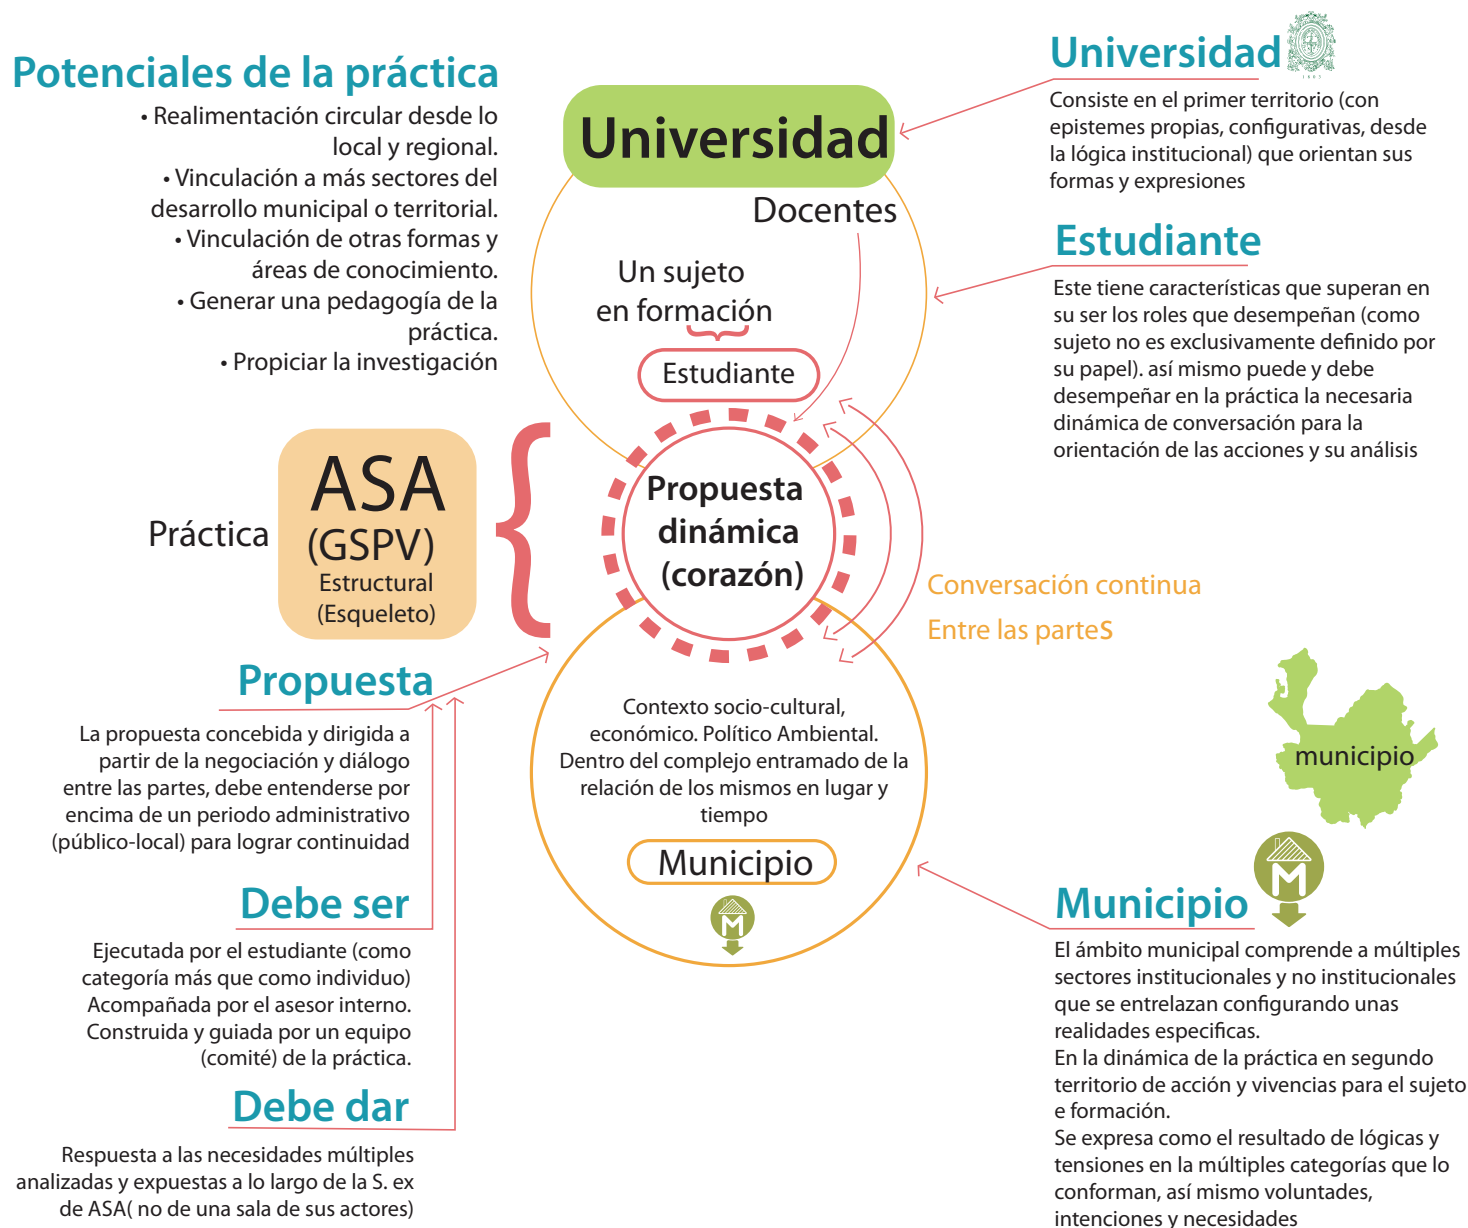 Potenciales de la práctica
• Realimentación circular desde lo
local y regional.
• Vinculación a más sectores del
desarrollo municipal o territorial.
• Vinculación de otras formas y
áreas de conocimiento.
• Generar una pedagogía de la
práctica.
• Propiciar la investigación
Universidad
Docentes
Un sujeto
en formación
Estudiante
Universidad
1803
Consiste en el primer territorio (con
epistemes propias, configurativas, desde
la lógica institucional) que orientan sus
formas y expresiones
Estudiante
Este tiene características que superan en
su ser los roles que desempeñan (como
sujeto no es exclusivamente definido por
su papel). así mismo puede y debe
desempeñar en la práctica la necesaria
dinámica de conversación para la
orientación de las acciones y su análisis
Práctica
ASA
(GSPV)
Estructural
(Esqueleto)
Propuesta
dinámica
(corazón)
Conversación continua
Entre las parteS
Propuesta
La propuesta concebida y dirigida a
partir de la negociación y diálogo
entre las partes, debe entenderse por
encima de un periodo administrativo
(público-local) para lograr continuidad
Debe ser
Ejecutada por el estudiante (como
categoría más que como individuo)
Acompañada por el asesor interno.
Construida y guiada por un equipo
(comité) de la práctica.
Debe dar
Respuesta a las necesidades múltiples
analizadas y expuestas a lo largo de la S. ex
de ASA( no de una sala de sus actores)
Contexto socio-cultural,
económico. Político Ambiental.
Dentro del complejo entramado de la
relación de los mismos en lugar y
tiempo
Municipio
M
municipio
M
Municipio
El ámbito municipal comprende a múltiples
sectores institucionales y no institucionales
que se entrelazan configurando unas
realidades especificas.
En la dinámica de la práctica en segundo
territorio de acción y vivencias para el sujeto
e formación.
Se expresa como el resultado de lógicas y
tensiones en la múltiples categorías que lo
conforman, así mismo voluntades,
intenciones y necesidades